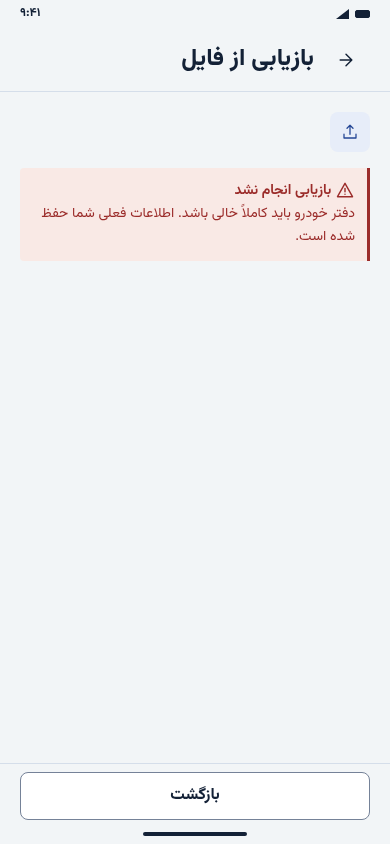 ۹:۴۱
بازیابی از فایل
بازیابی انجام نشد
دفتر خودرو باید کاملاً خالی باشد. اطلاعات فعلی شما حفظ
شده است.
بازگشت